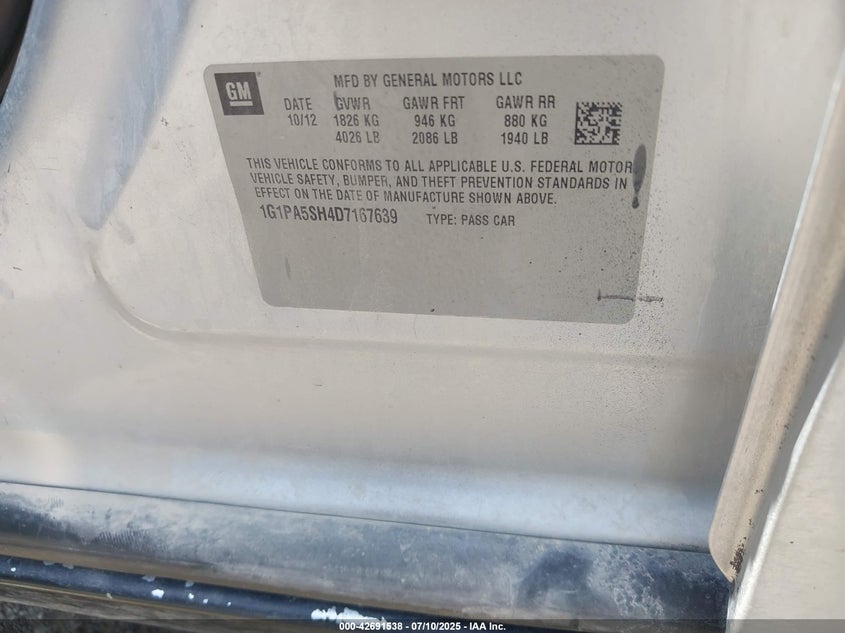 GM
MFD BY GENERAL MOTORS LLC
DATE GVWR GAWR FRT GAWR RR
10/12 1826 KG 946 KG 880 KG
4026 LB 2086 LB 1940 LB
THIS VEHICLE CONFORMS TO ALL APPLICABLE U.S. FEDERAL MOTOR
VEHICLE SAFETY, BUMPER, AND THEFT PREVENTION STANDARDS IN
EFFECT ON THE DATE OF MANUFACTURE SHOWN ABOVE.
1G1PA5SH4D7167639 TYPE: PASS CAR
000-42691538 - 07/10/2025 - IAA Inc.